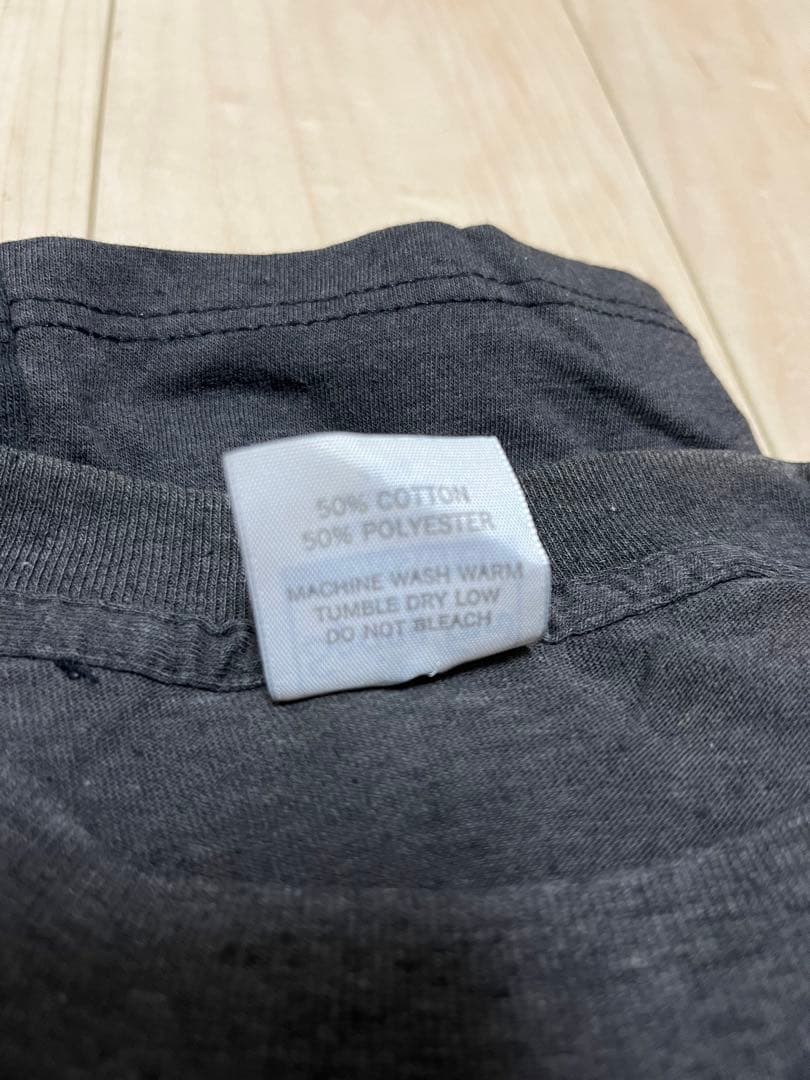 50% COTTON
50% POLYESTER
MACHINE WASH WARM
TUMBLE DRY LOW
DO NOT BLEACH